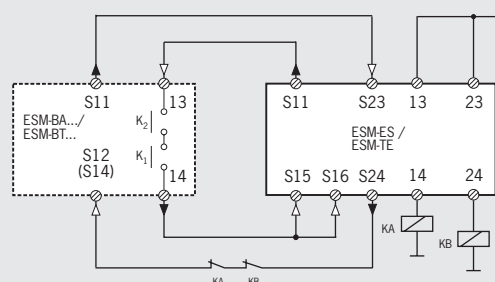 S11 13 S11 S23 13 23
ESM-BA.../
ESM-BT...
K2
ESM-ES /
ESM-TE
S12
(S14)
K1
14 S15 S16 S24 14 24
KA
KB
KA KB